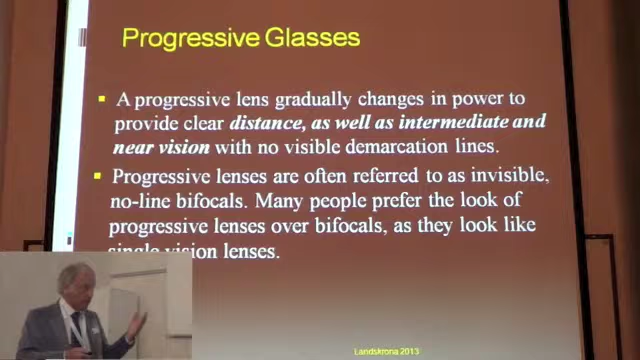 Progressive Glasses
A progressive lens gradually changes in power to
provide clear distance, as well as intermediate and
near vision with no visible demarcation lines.
Progressive lenses are often referred to as invisible,
no-line bifocals. Many people prefer the look of
progressive lenses over bifocals, as they look like
single vision lenses.
Landskrona 2013